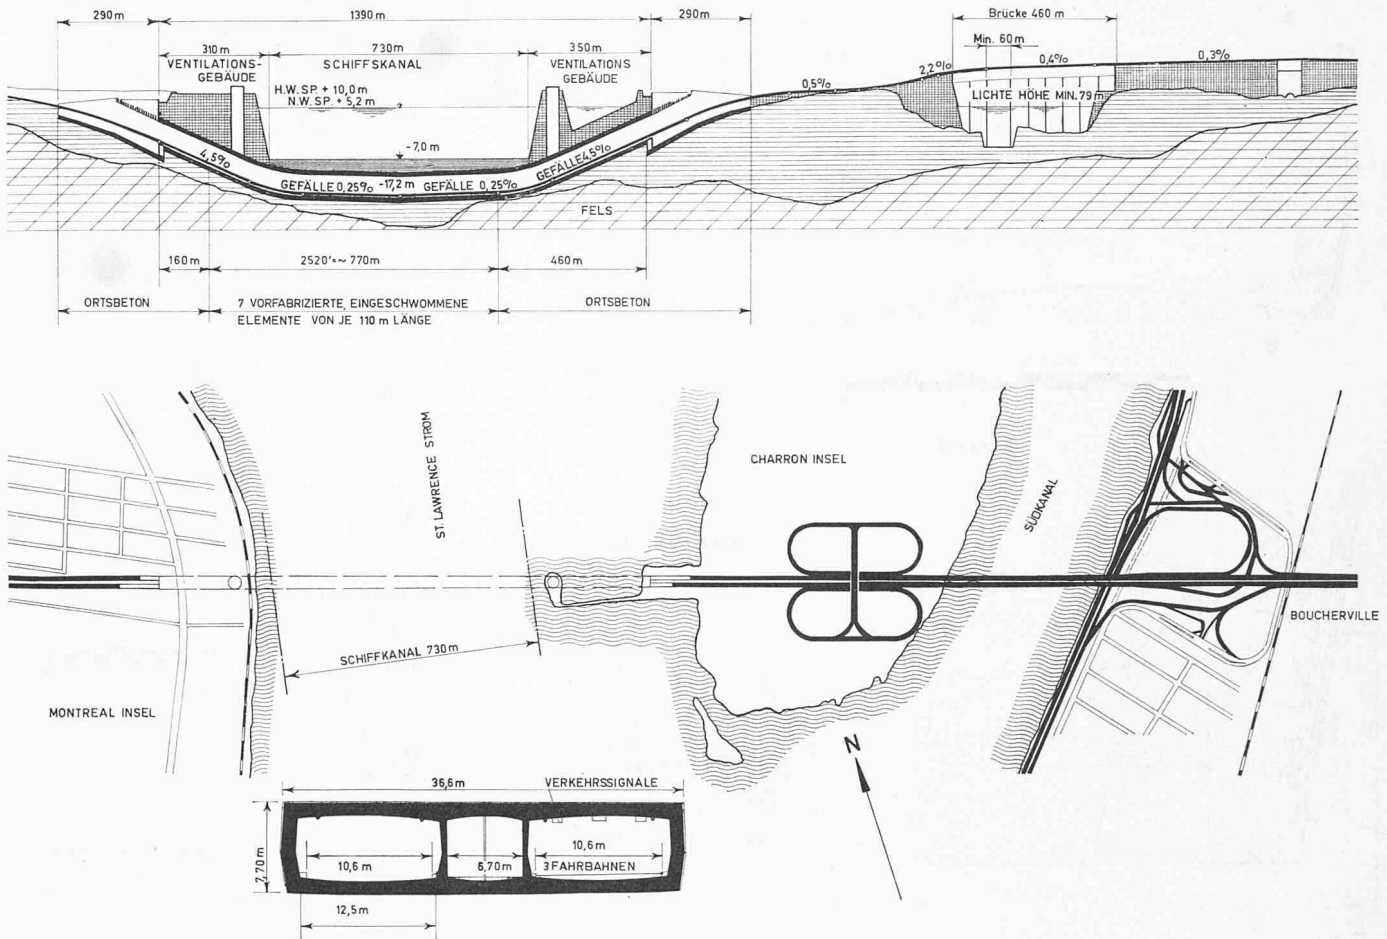 290m
1390m
290m
Brücke 460m
310m
730m
350m
Min. 60m
VENTILATIONS-
GEBÄUDE
SCHIFFSKANAL
VENTILATIONS
GEBÄUDE
2,2%
0,4%
0,3%
0,5%
H.W.SP. + 10,0m
N.W.SP. + 5,2m
LICHTE HÖHE MIN. 79m
-7,0m
4,5%
GEFÄLLE 4,5%
GEFÄLLE 0,25% -17,2m GEFÄLLE 0,25%
FELS
160m
2520'=~770m
460m
ORTSBETON
7 VORFABRIZIERTE, EINGESCHWOMMENE
ELEMENTE VON JE 110m LÄNGE
ORTSBETON
ST. LAWRENCE STROM
CHARRON INSEL
SÜDKANAL
BOUCHERVILLE
SCHIFFKANAL 730m
MONTREAL INSEL
N
36,6m
VERKEHRSSIGNALE
7,70m
10,6m
6,70m
10,6m
3 FAHRBAHNEN
12,5m